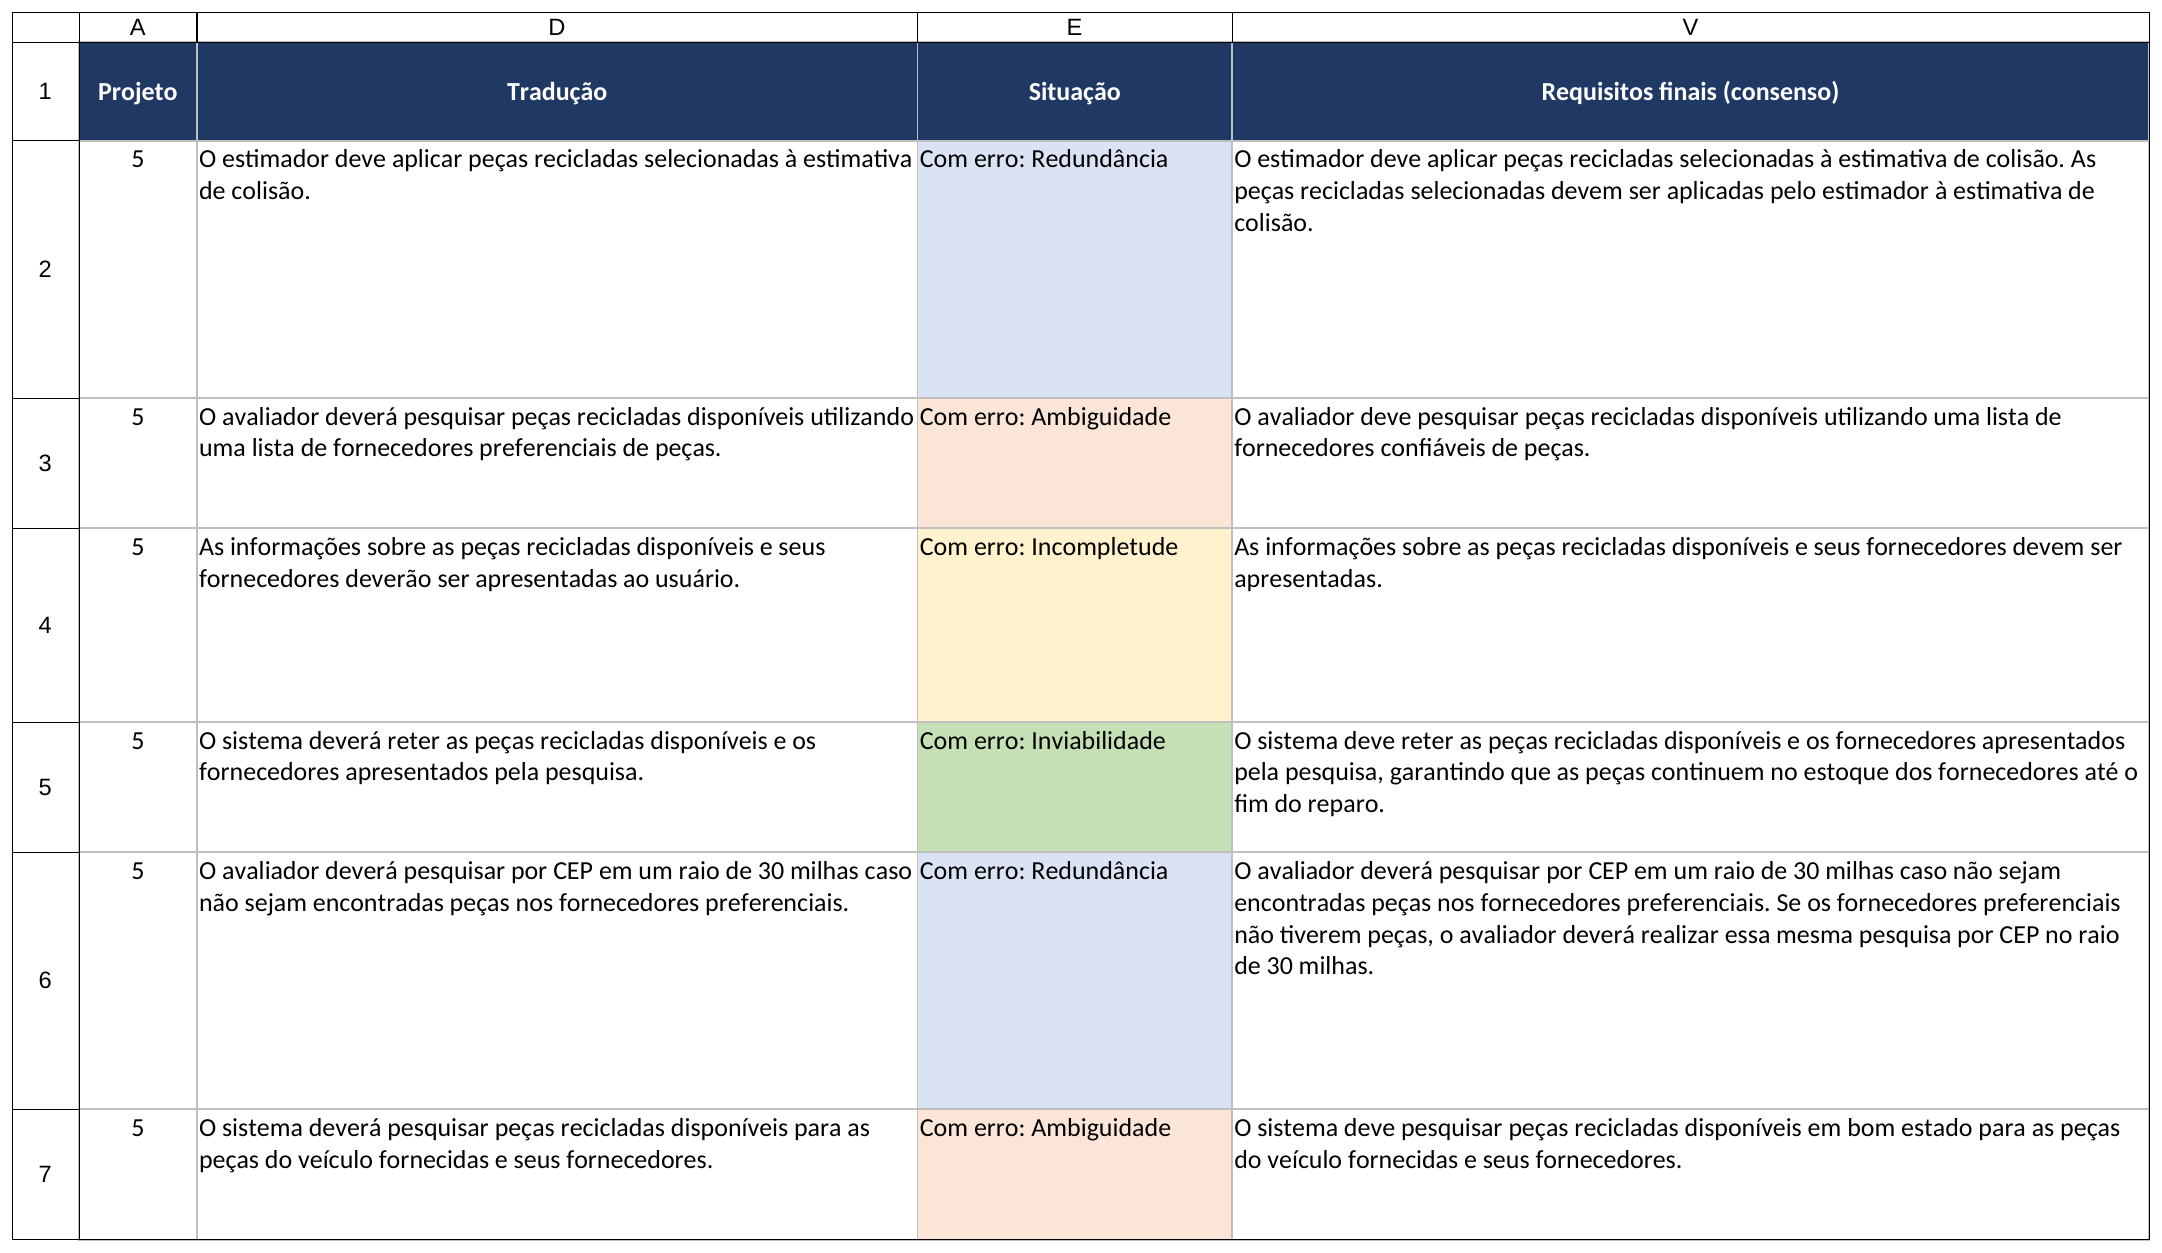 A D E V
1 Projeto Tradução Situação Requisitos finais (consenso)
2
5
O estimador deve aplicar peças recicladas selecionadas à estimativa
de colisão.
Com erro: Redundância
O estimador deve aplicar peças recicladas selecionadas à estimativa de colisão. As
peças recicladas selecionadas devem ser aplicadas pelo estimador à estimativa de
colisão.
3
5
O avaliador deverá pesquisar peças recicladas disponíveis utilizando
uma lista de fornecedores preferenciais de peças.
Com erro: Ambiguidade
O avaliador deve pesquisar peças recicladas disponíveis utilizando uma lista de
fornecedores confiáveis de peças.
4
5
As informações sobre as peças recicladas disponíveis e seus
fornecedores deverão ser apresentadas ao usuário.
Com erro: Incompletude
As informações sobre as peças recicladas disponíveis e seus fornecedores devem ser
apresentadas.
5
5
O sistema deverá reter as peças recicladas disponíveis e os
fornecedores apresentados pela pesquisa.
Com erro: Inviabilidade
O sistema deve reter as peças recicladas disponíveis e os fornecedores apresentados
pela pesquisa, garantindo que as peças continuem no estoque dos fornecedores até o
fim do reparo.
6
5
O avaliador deverá pesquisar por CEP em um raio de 30 milhas caso
não sejam encontradas peças nos fornecedores preferenciais.
Com erro: Redundância
O avaliador deverá pesquisar por CEP em um raio de 30 milhas caso não sejam
encontradas peças nos fornecedores preferenciais. Se os fornecedores preferenciais
não tiverem peças, o avaliador deverá realizar essa mesma pesquisa por CEP no raio
de 30 milhas.
7
5
O sistema deverá pesquisar peças recicladas disponíveis para as
peças do veículo fornecidas e seus fornecedores.
Com erro: Ambiguidade
O sistema deve pesquisar peças recicladas disponíveis em bom estado para as peças
do veículo fornecidas e seus fornecedores.